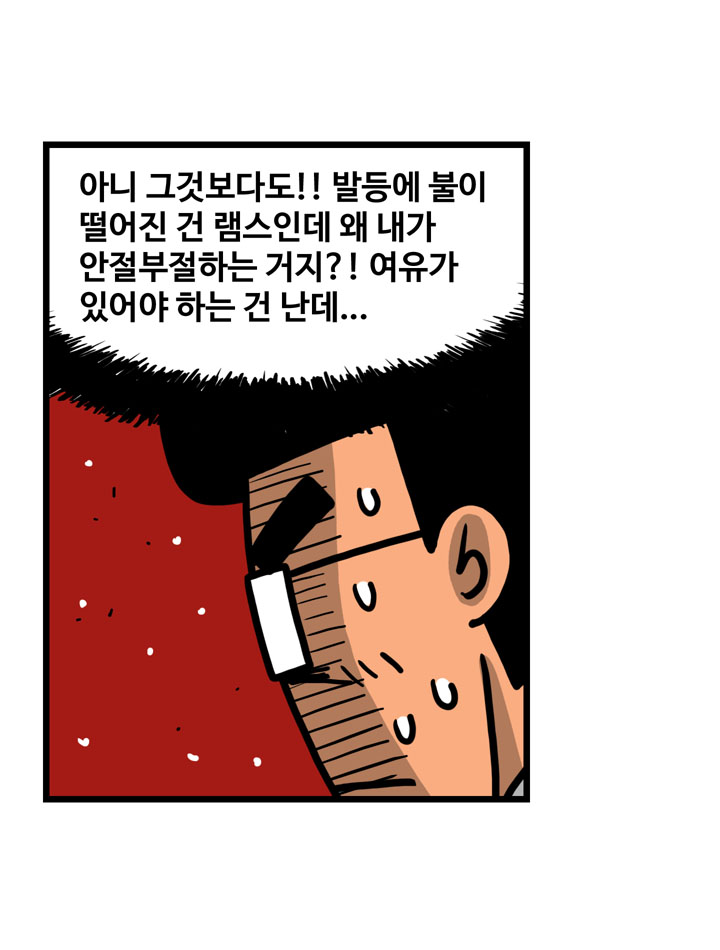 아니 그것보다도!! 발등에 불이
떨어진 건 램스인데 왜 내가
안절부절하는 거지?! 여유가
있어야 하는 건 난데...